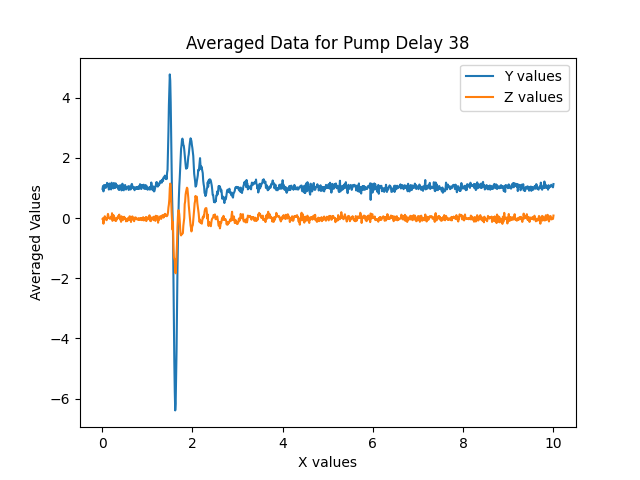 Averaged Data for Pump Delay 38
Y values
Z values
4
2
0
−2
−4
−6
Averaged Values
0 2 4 6 8 10
X values